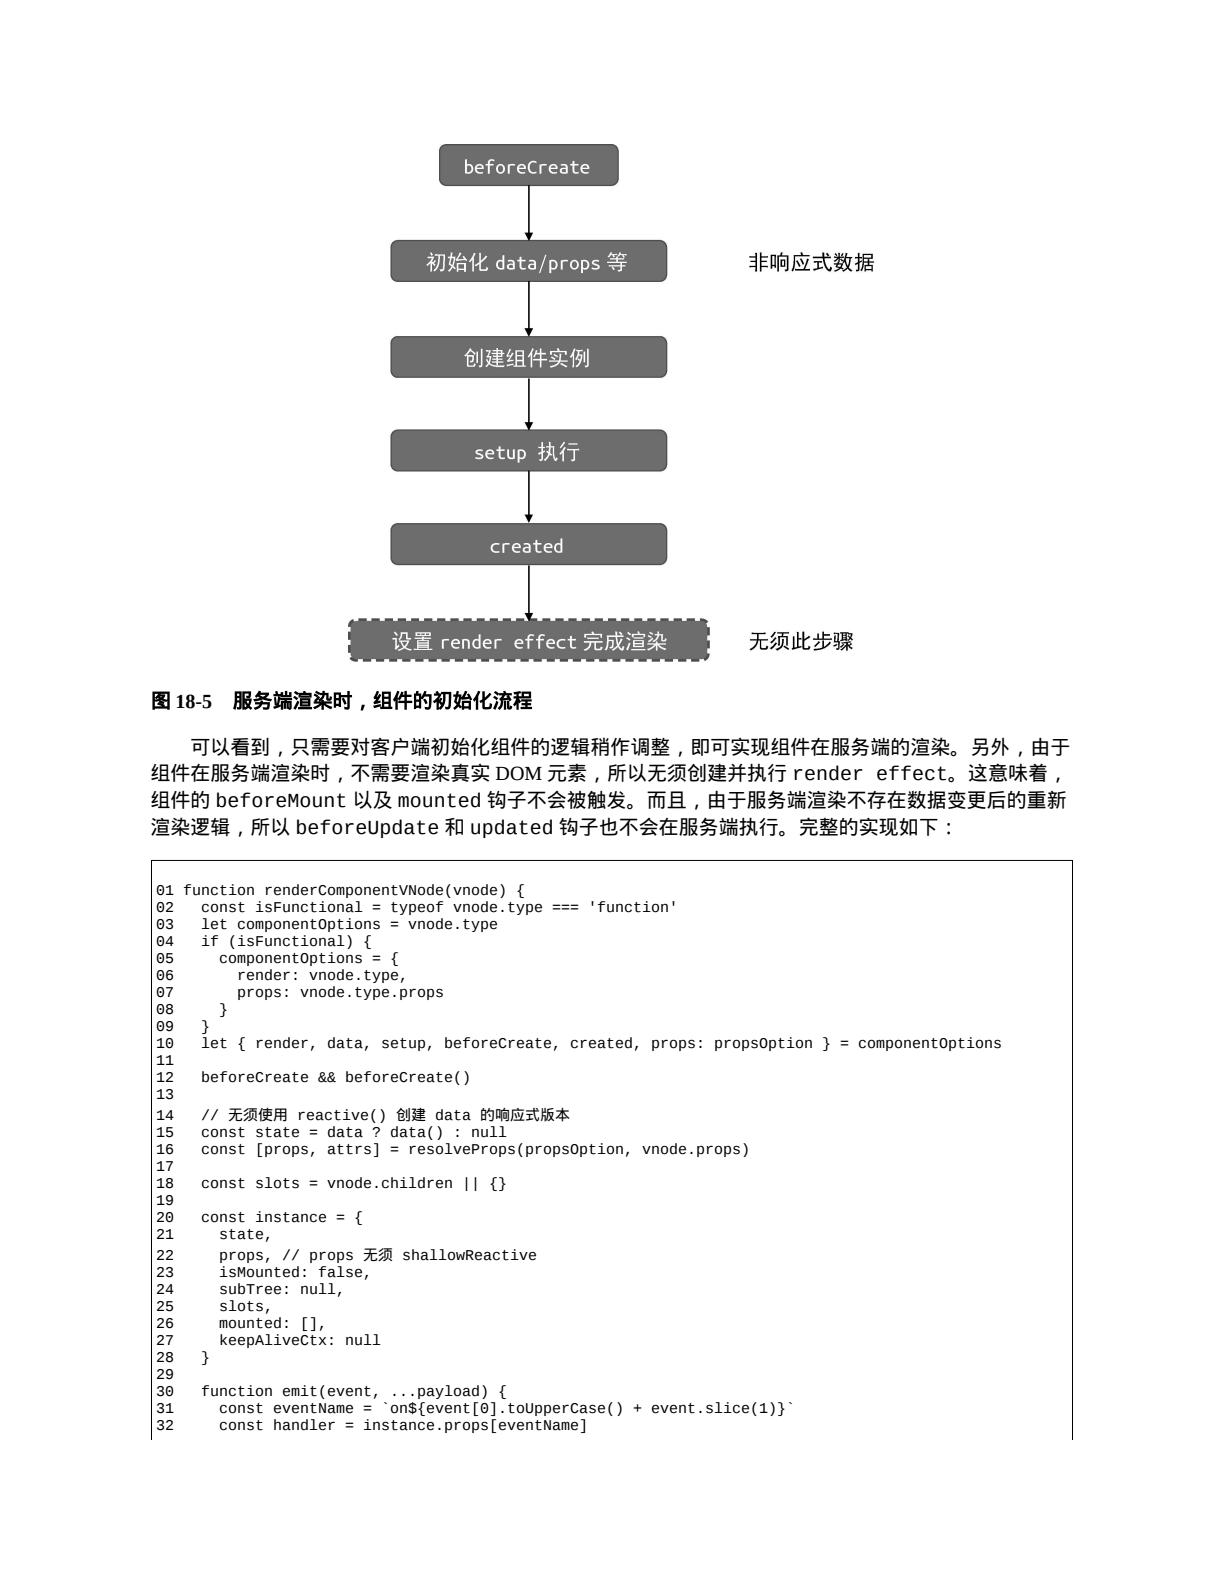 beforeCreate
初始化 data/props 等
非响应式数据
创建组件实例
setup 执行
created
设置 render effect 完成渲染
无须此步骤
图 18-5　服务端渲染时，组件的初始化流程
可以看到，只需要对客户端初始化组件的逻辑稍作调整，即可实现组件在服务端的渲染。另外，由于
组件在服务端渲染时，不需要渲染真实 DOM 元素，所以无须创建并执行 render effect。这意味着，
组件的 beforeMount 以及 mounted 钩子不会被触发。而且，由于服务端渲染不存在数据变更后的重新
渲染逻辑，所以 beforeUpdate 和 updated 钩子也不会在服务端执行。完整的实现如下：
01 function renderComponentVNode(vnode) {
02   const isFunctional = typeof vnode.type === 'function'
03   let componentOptions = vnode.type
04   if (isFunctional) {
05     componentOptions = {
06       render: vnode.type,
07       props: vnode.type.props
08     }
09   }
10   let { render, data, setup, beforeCreate, created, props: propsOption } = componentOptions
11
12   beforeCreate && beforeCreate()
13
14   // 无须使用 reactive() 创建 data 的响应式版本
15   const state = data ? data() : null
16   const [props, attrs] = resolveProps(propsOption, vnode.props)
17
18   const slots = vnode.children || {}
19
20   const instance = {
21     state,
22     props, // props 无须 shallowReactive
23     isMounted: false,
24     subTree: null,
25     slots,
26     mounted: [],
27     keepAliveCtx: null
28   }
29
30   function emit(event, ...payload) {
31     const eventName = `on${event[0].toUpperCase() + event.slice(1)}`
32     const handler = instance.props[eventName]